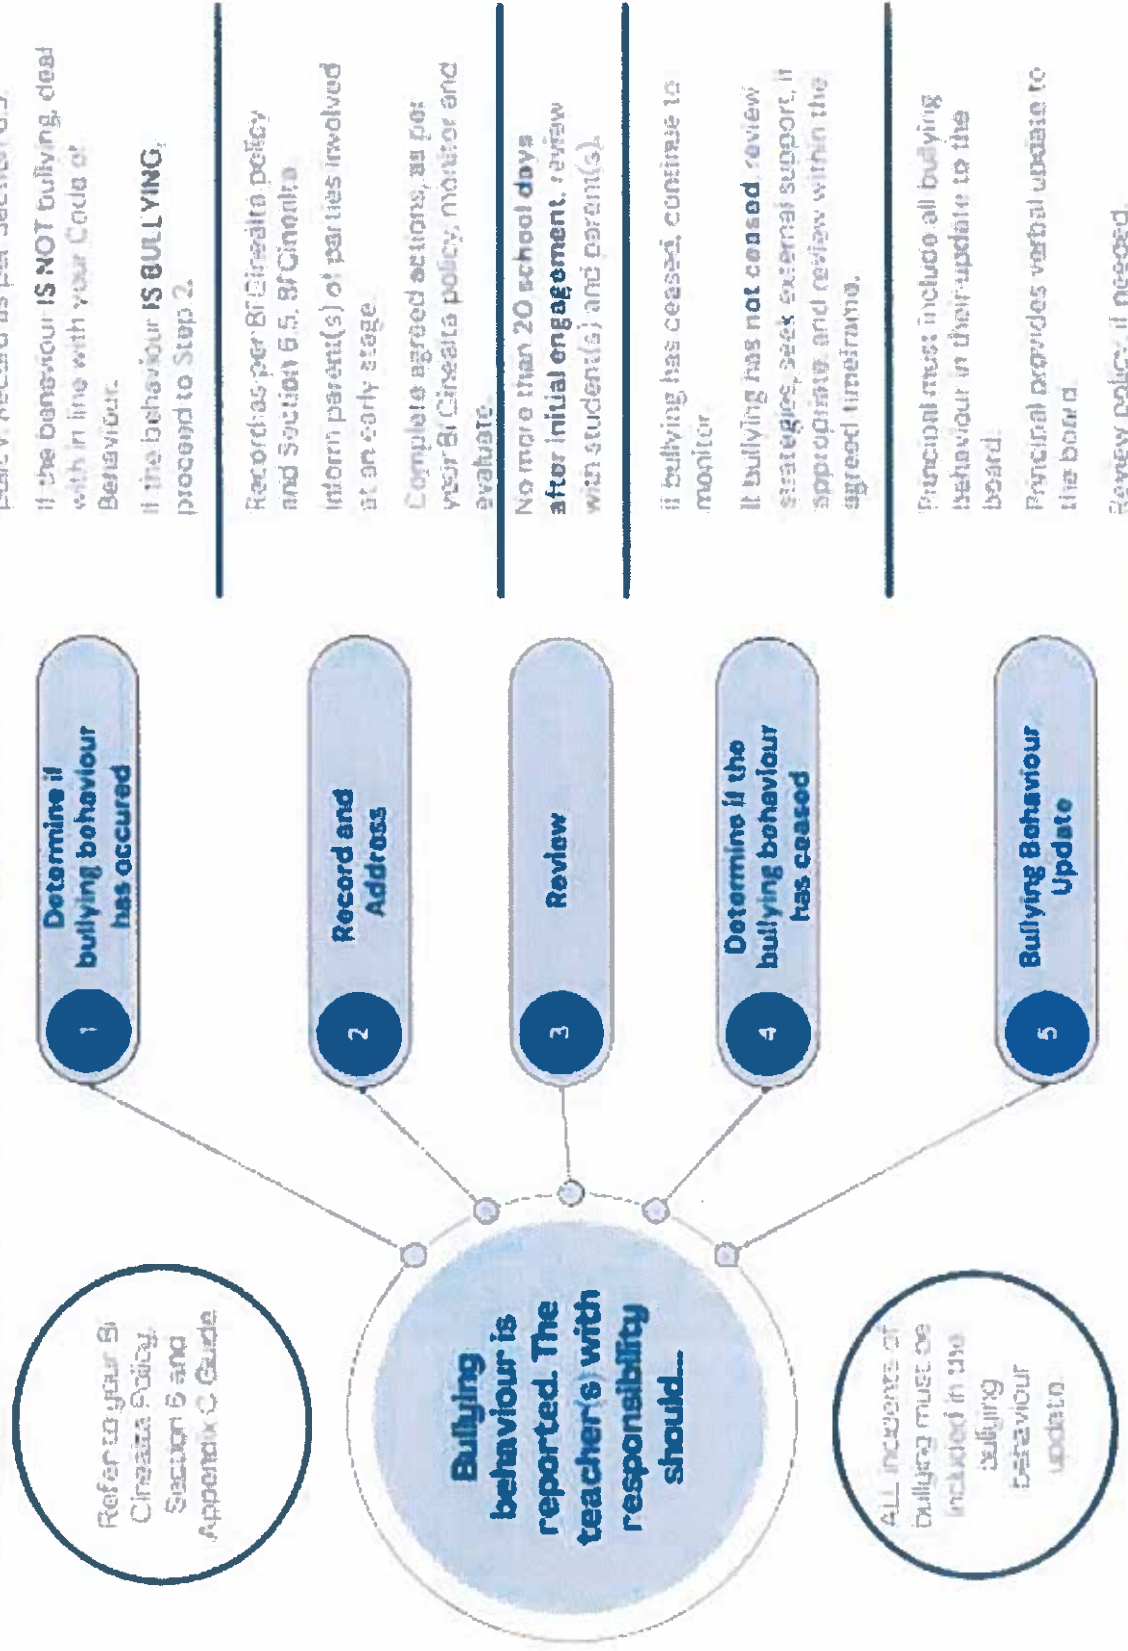 Refer to your Bí
Cineálta Policy,
Section 6 and
Appendix C Guide
Bullying
behaviour is
reported. The
teacher(s) with
responsibility
should...
ALL incidents of
bullying must be
included in the
bullying
behaviour
update.
1
Determine if
bullying behaviour
has occured
If the behaviour IS NOT bullying, deal
with in line with your Code of
Behaviour.
If the behaviour IS BULLYING,
proceed to Step 2.
2
Record and
Address
Record as per Bí Cineálta policy
and Section 6.5, Bí Cineálta
Inform parent(s) of parties involved
at an early stage
Complete agreed actions, as per
your Bí Cineálta policy, monitor and
evaluate.
3
Review
No more than 20 school days
after initial engagement, review
with student(s) and parent(s).
4
Determine if the
bullying behaviour
has ceased
If bullying has ceased, continue to
monitor
If bullying has not ceased, review
strategies, seek external support, if
appropriate and review within the
agreed timeframe.
5
Bullying Behaviour
Update
Principal must include all bullying
behaviour in their update to the
board.
Principal provides verbal update to
the board.
Review policy, if needed.